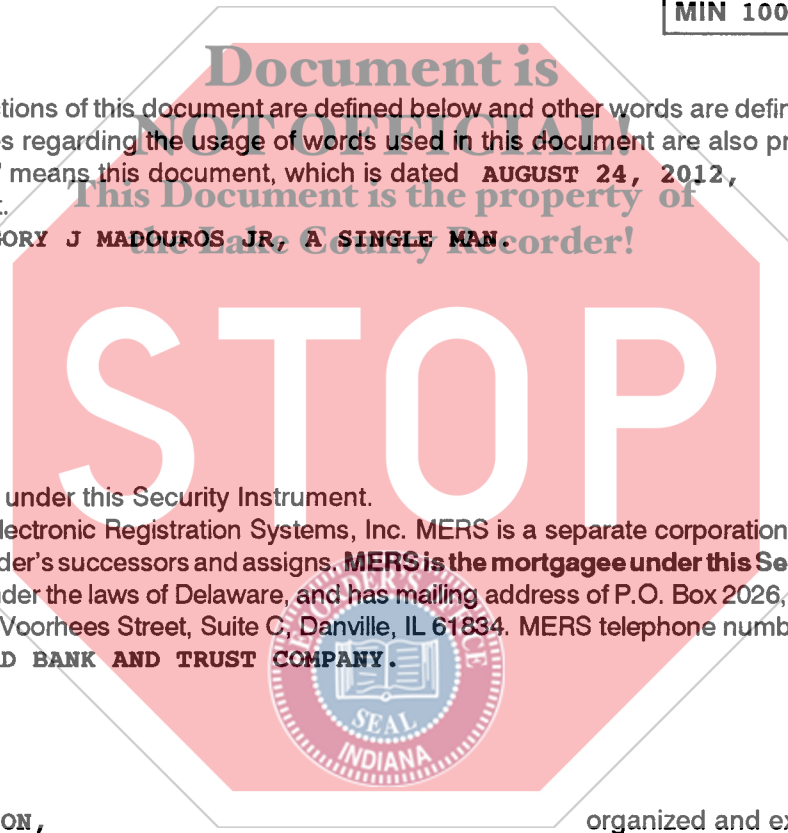 MIN 100
Document is
ctions of this document are defined below and other words are defin
NOT OFFICIAL!
s regarding the usage of words used in this document are also pr
" means this document, which is dated AUGUST 24, 2012,
This Document is the property of
t.
GORY J MADOUROS JR, A SINGLE MAN.
the Lake County Recorder!
STOP
under this Security Instrument.
lectronic Registration Systems, Inc. MERS is a separate corporation
der's successors and assigns. MERS is the mortgagee under this Se
nder the laws of Delaware, and has mailing address of P.O. Box 2026,
Voorhees Street, Suite C, Danville, IL 61834. MERS telephone numb
D BANK AND TRUST COMPANY.
SEAL
INDIANA
ON,
organized and ex